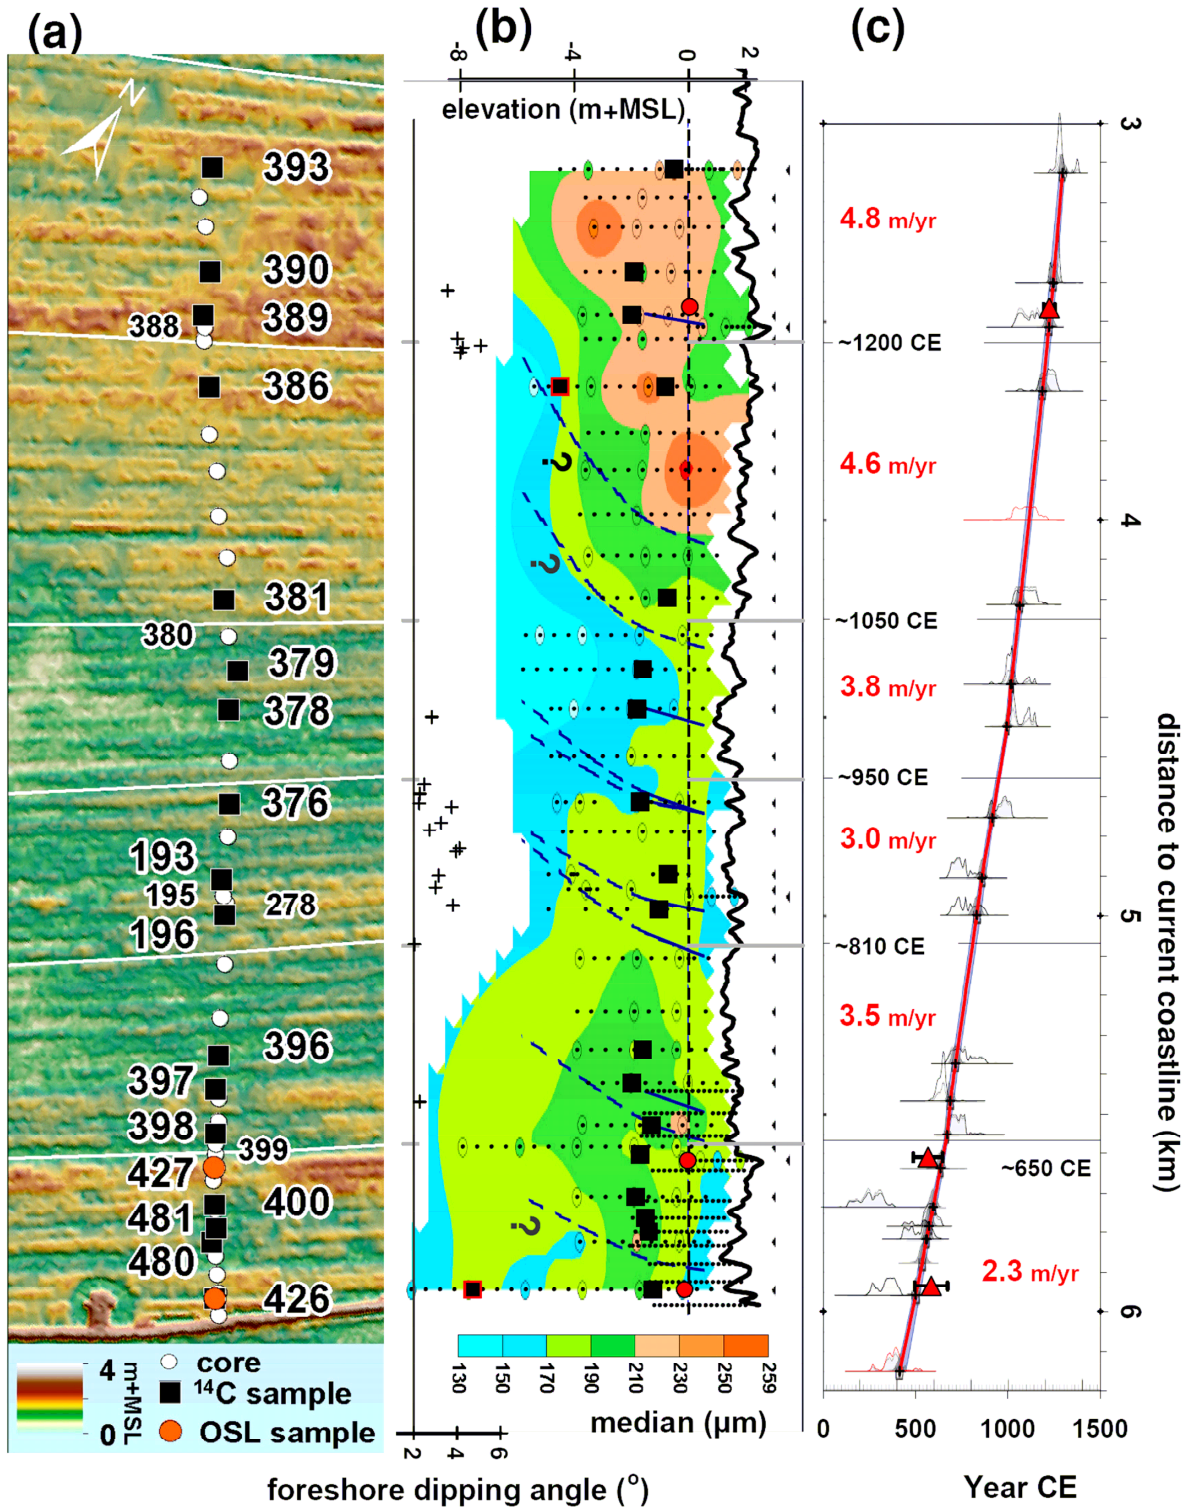 (a)
(b)
(c)
N
393
390
389
388
386
381
380
379
378
376
193
195
278
196
396
397
398
399
427
400
481
480
426
4
0
m+MSL
core
14C sample
OSL sample
-8
-4
0
2
elevation (m+MSL)
?
?
?
130
150
170
190
210
230
250
259
median (µm)
2
4
6
foreshore dipping angle (°)
3
4.8 m/yr
~1200 CE
4.6 m/yr
4
~1050 CE
3.8 m/yr
~950 CE
3.0 m/yr
5
~810 CE
3.5 m/yr
~650 CE
2.3 m/yr
6
distance to current coastline (km)
0
500
1000
1500
Year CE